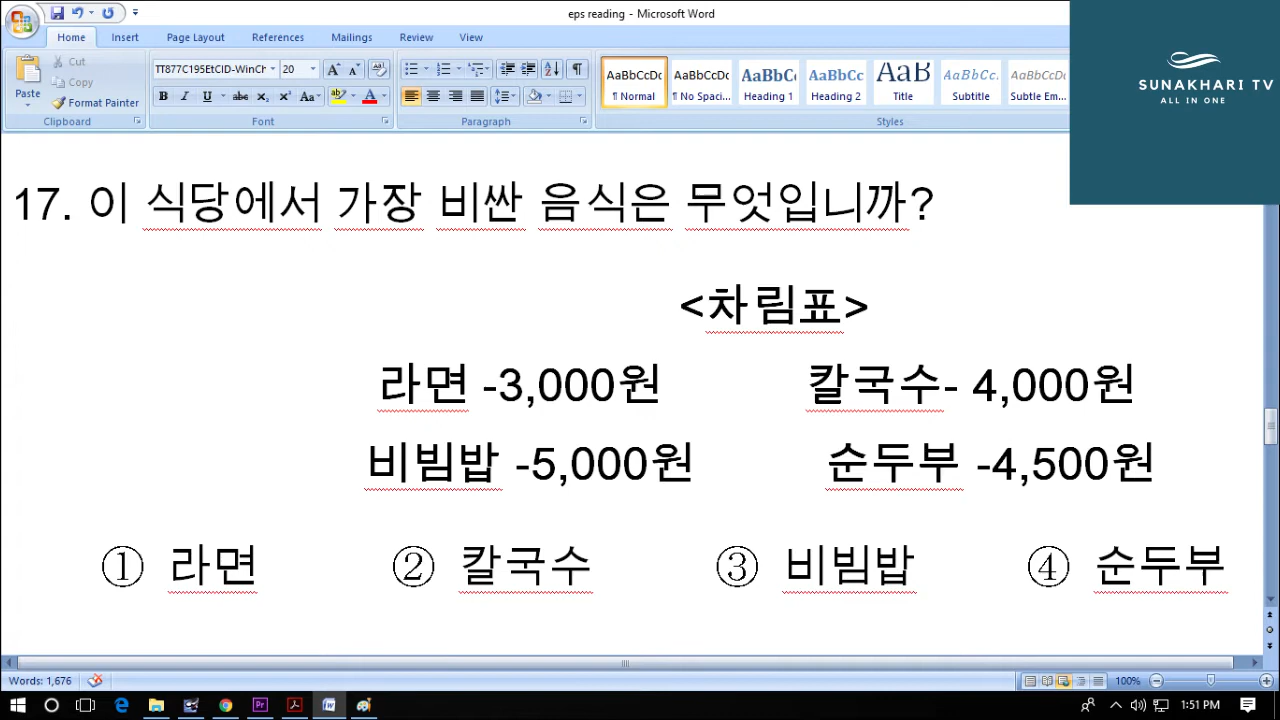 eps reading - Microsoft Word
Home Insert Page Layout References Mailings Review View
SUNAKHARI TV
ALL IN ONE
Paste
Cut
Copy
Format Painter
TT877C195EtCID-WinCh 20
B I U abc x₂ x² Aa
AaBbCcDc AaBbCcDc AaBbCc AaBbCc AaB AaBbCc. AaBbCcDc
¶ Normal ¶ No Spaci... Heading 1 Heading 2 Title Subtitle Subtle Em...
Clipboard Font Paragraph Styles
17. 이 식당에서 가장 비싼 음식은 무엇입니까?
<차림표>
라면 -3,000원 칼국수- 4,000원
비빔밥 -5,000원 순두부 -4,500원
① 라면 ② 칼국수 ③ 비빔밥 ④ 순두부
Words: 1,676 100%
1:51 PM